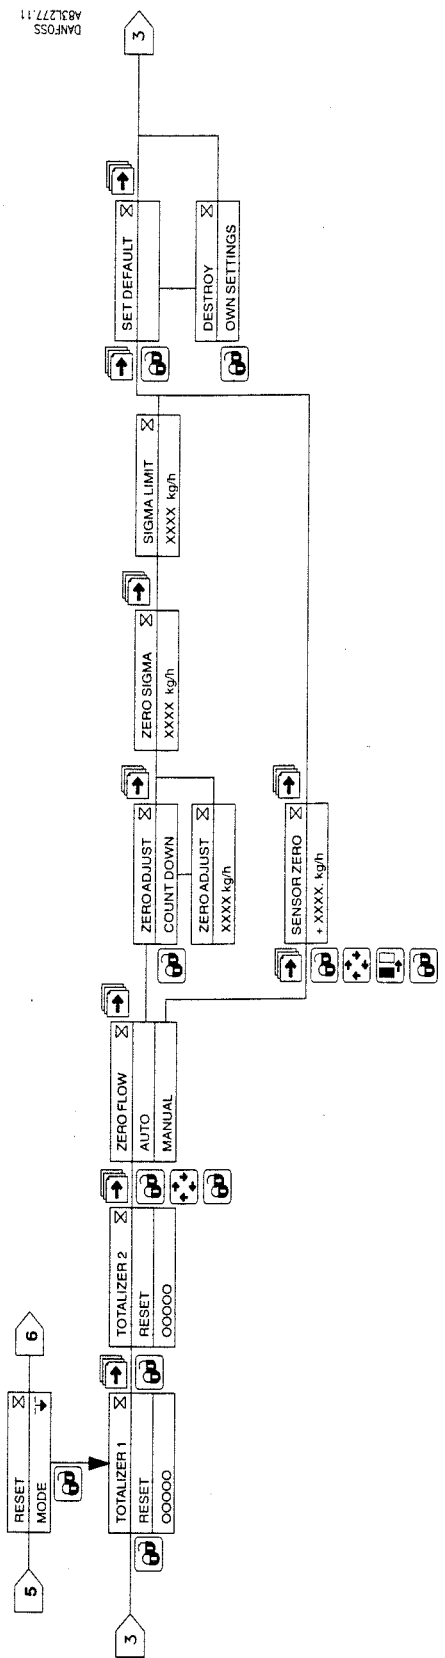 5
RESET
MODE
6
3
TOTALIZER 1
RESET
OOOOO
TOTALIZER 2
RESET
OOOOO
ZERO FLOW
AUTO
MANUAL
ZERO ADJUST
COUNT DOWN
ZERO ADJUST
XXXX kg/h
ZERO SIGMA
XXXX kg/h
SIGMA LIMIT
XXXX kg/h
SENSOR ZERO
+ XXXX. kg/h
SET DEFAULT
DESTROY
OWN SETTINGS
3
DANFOSS
A83L277.11